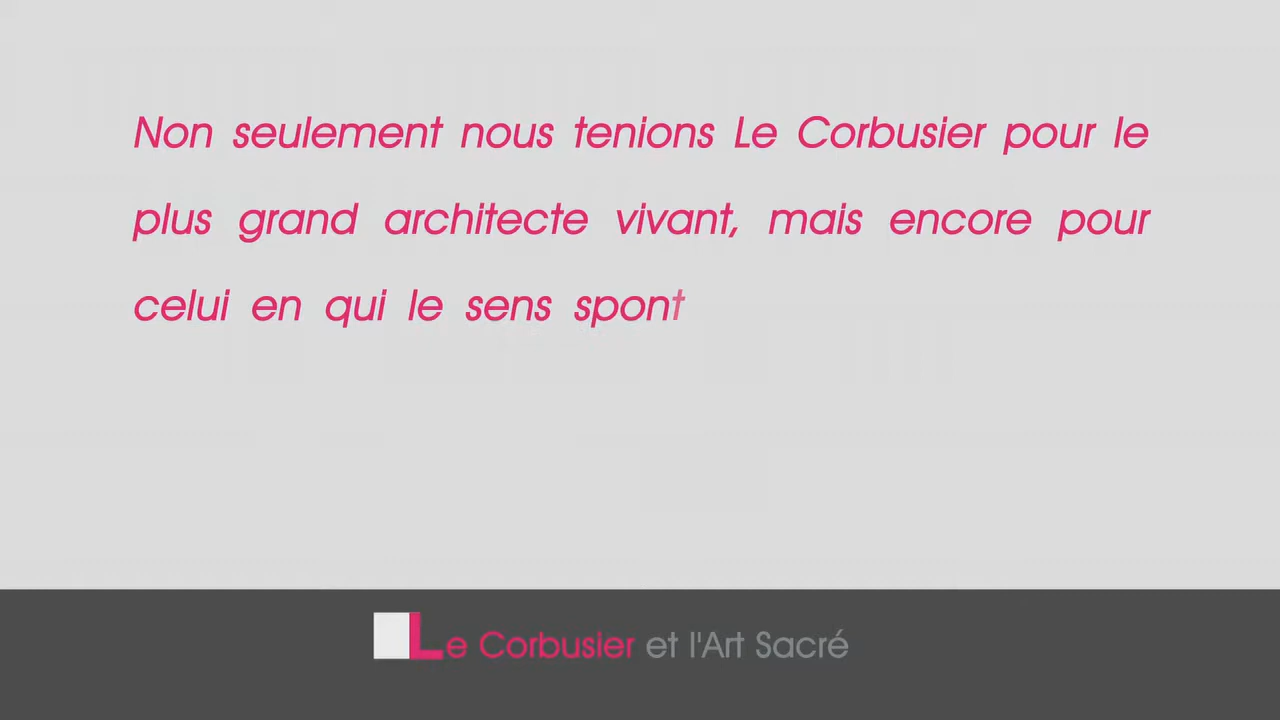 Non seulement nous tenions Le Corbusier pour le
plus grand architecte vivant, mais encore pour
celui en qui le sens spont
Le Corbusier et l'Art Sacré